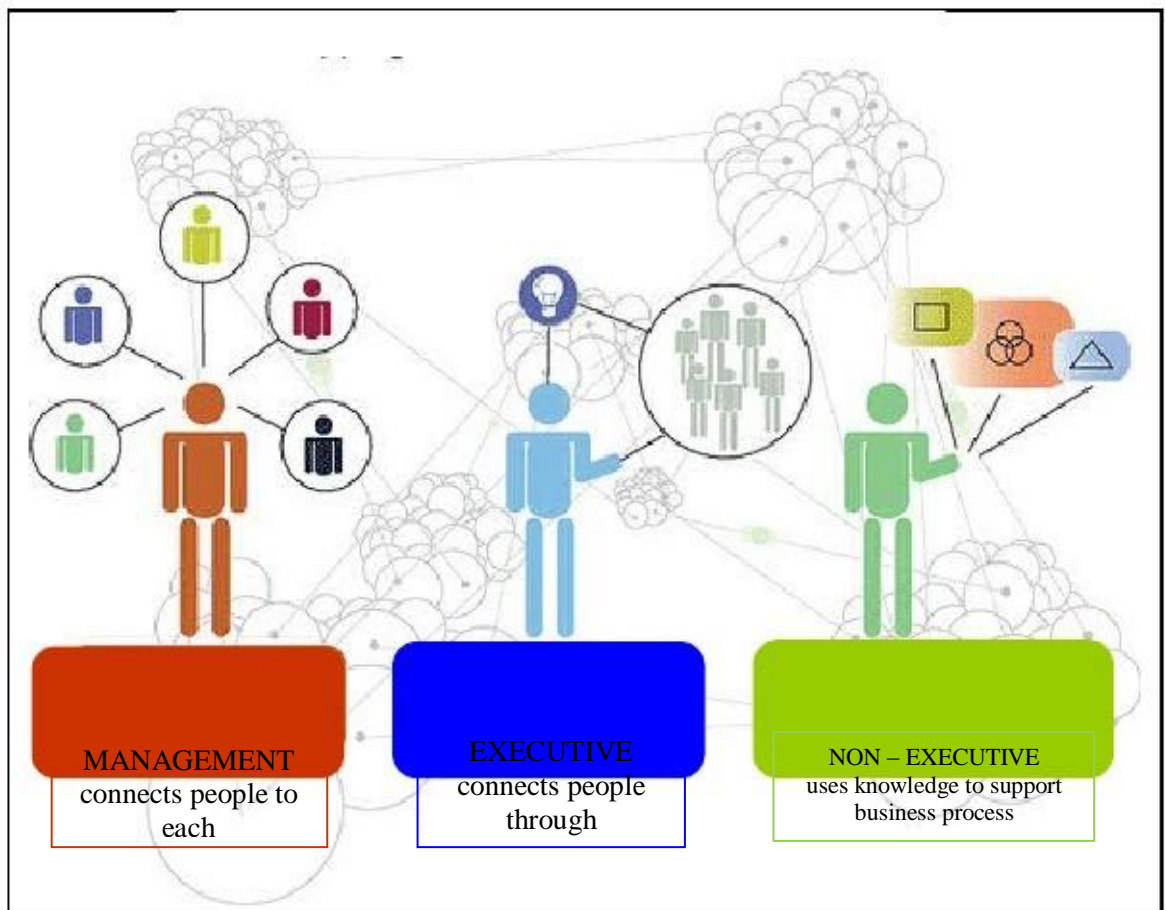 MANAGEMENT
connects people to
each
EXECUTIVE
connects people
through
NON – EXECUTIVE
uses knowledge to support
business process